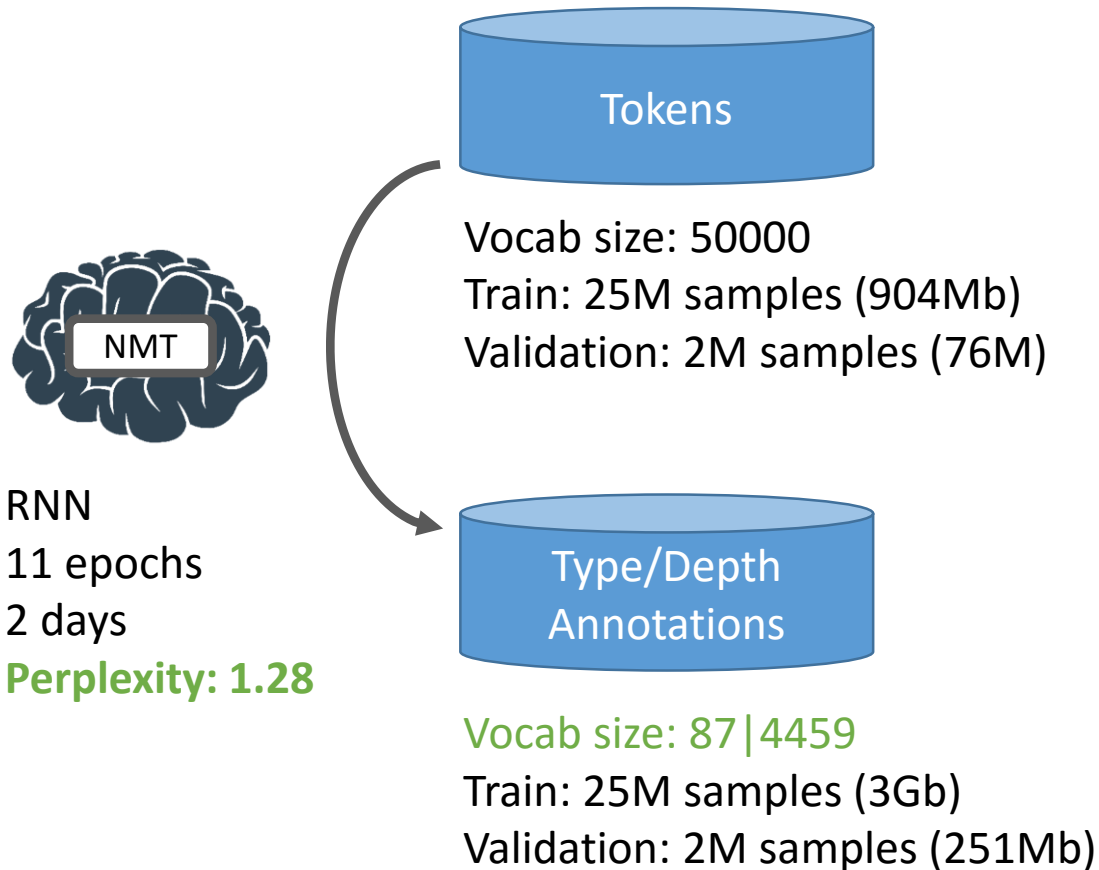 Tokens
Vocab size: 50000
Train: 25M samples (904Mb)
Validation: 2M samples (76M)
NMT
RNN
11 epochs
2 days
Perplexity: 1.28
Type/Depth
Annotations
Vocab size: 87|4459
Train: 25M samples (3Gb)
Validation: 2M samples (251Mb)